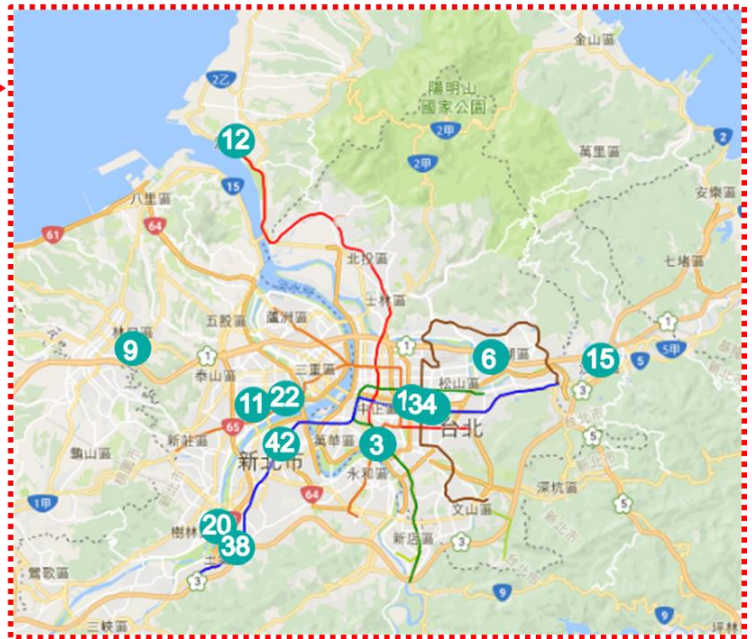 金山區
2乙
陽明山
國家公園
2甲
2
12
萬里區
2甲
15
安樂區
八里區
64
61
北投區
七堵區
士林區
蘆洲區
五股區
1
9
1
6
15
5
5甲
泰山區
三重區
松山區
3
11
22
134
中正區
台北
65
新莊區
42
萬華區
3
龜山區
新北市
5
永和區
1甲
64
深坑區
文山區
5
20
樹林
38
新店區
3
鶯歌區
3
9
9
三峽區
坪林